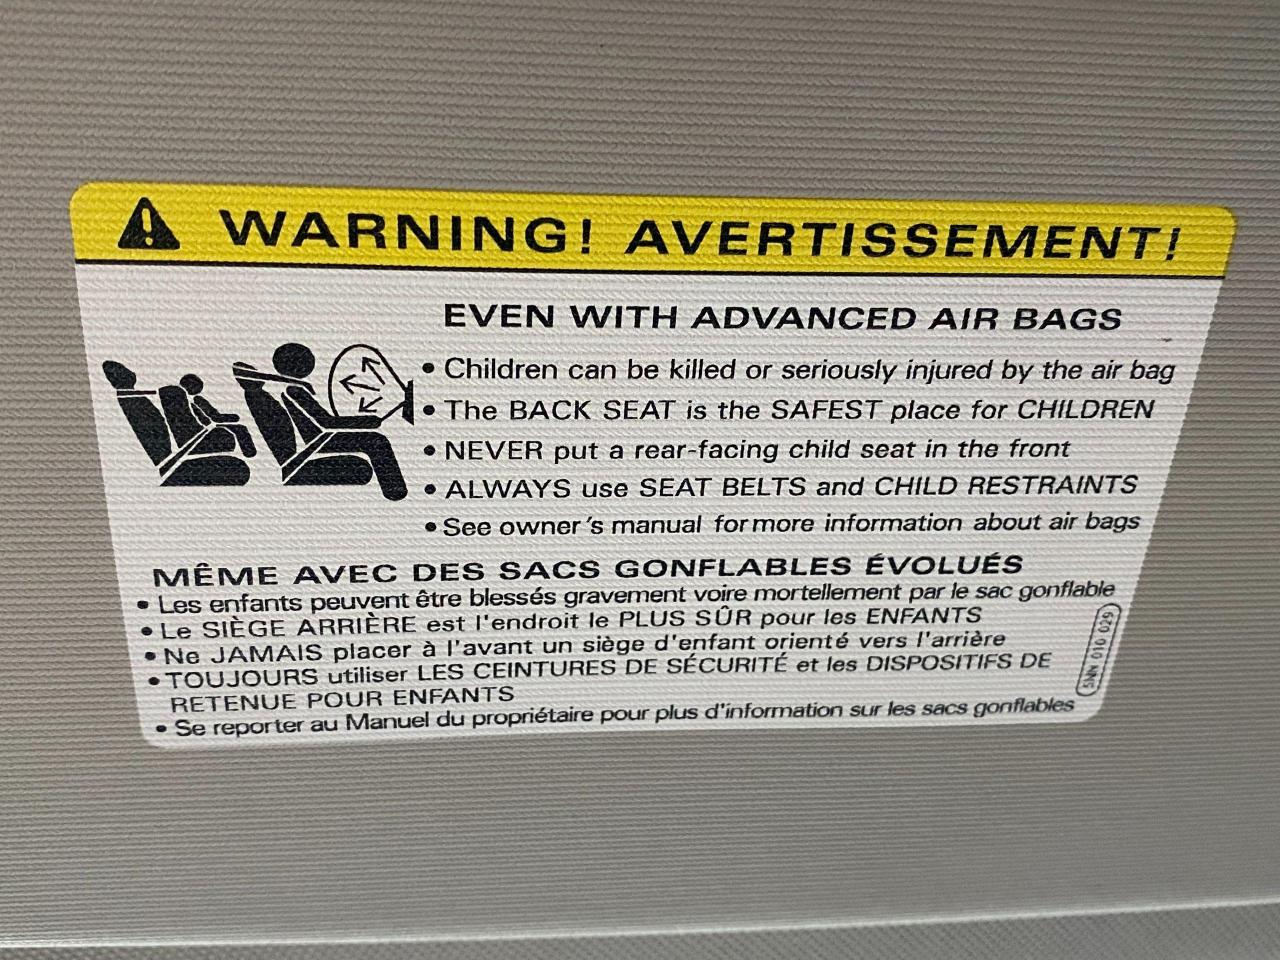 WARNING! AVERTISSEMENT!
EVEN WITH ADVANCED AIR BAGS
• Children can be killed or seriously injured by the air bag
• The BACK SEAT is the SAFEST place for CHILDREN
• NEVER put a rear-facing child seat in the front
• ALWAYS use SEAT BELTS and CHILD RESTRAINTS
• See owner's manual for more information about air bags
MÊME AVEC DES SACS GONFLABLES ÉVOLUÉS
• Les enfants peuvent être blessés gravement voire mortellement par le sac gonflable
• Le SIÈGE ARRIÈRE est l'endroit le PLUS SÛR pour les ENFANTS
• Ne JAMAIS placer à l'avant un siège d'enfant orienté vers l'arrière
• TOUJOURS utiliser LES CEINTURES DE SÉCURITÉ et les DISPOSITIFS DE
RETENUE POUR ENFANTS
• Se reporter au Manuel du propriétaire pour plus d'information sur les sacs gonflables
SNN 010 029